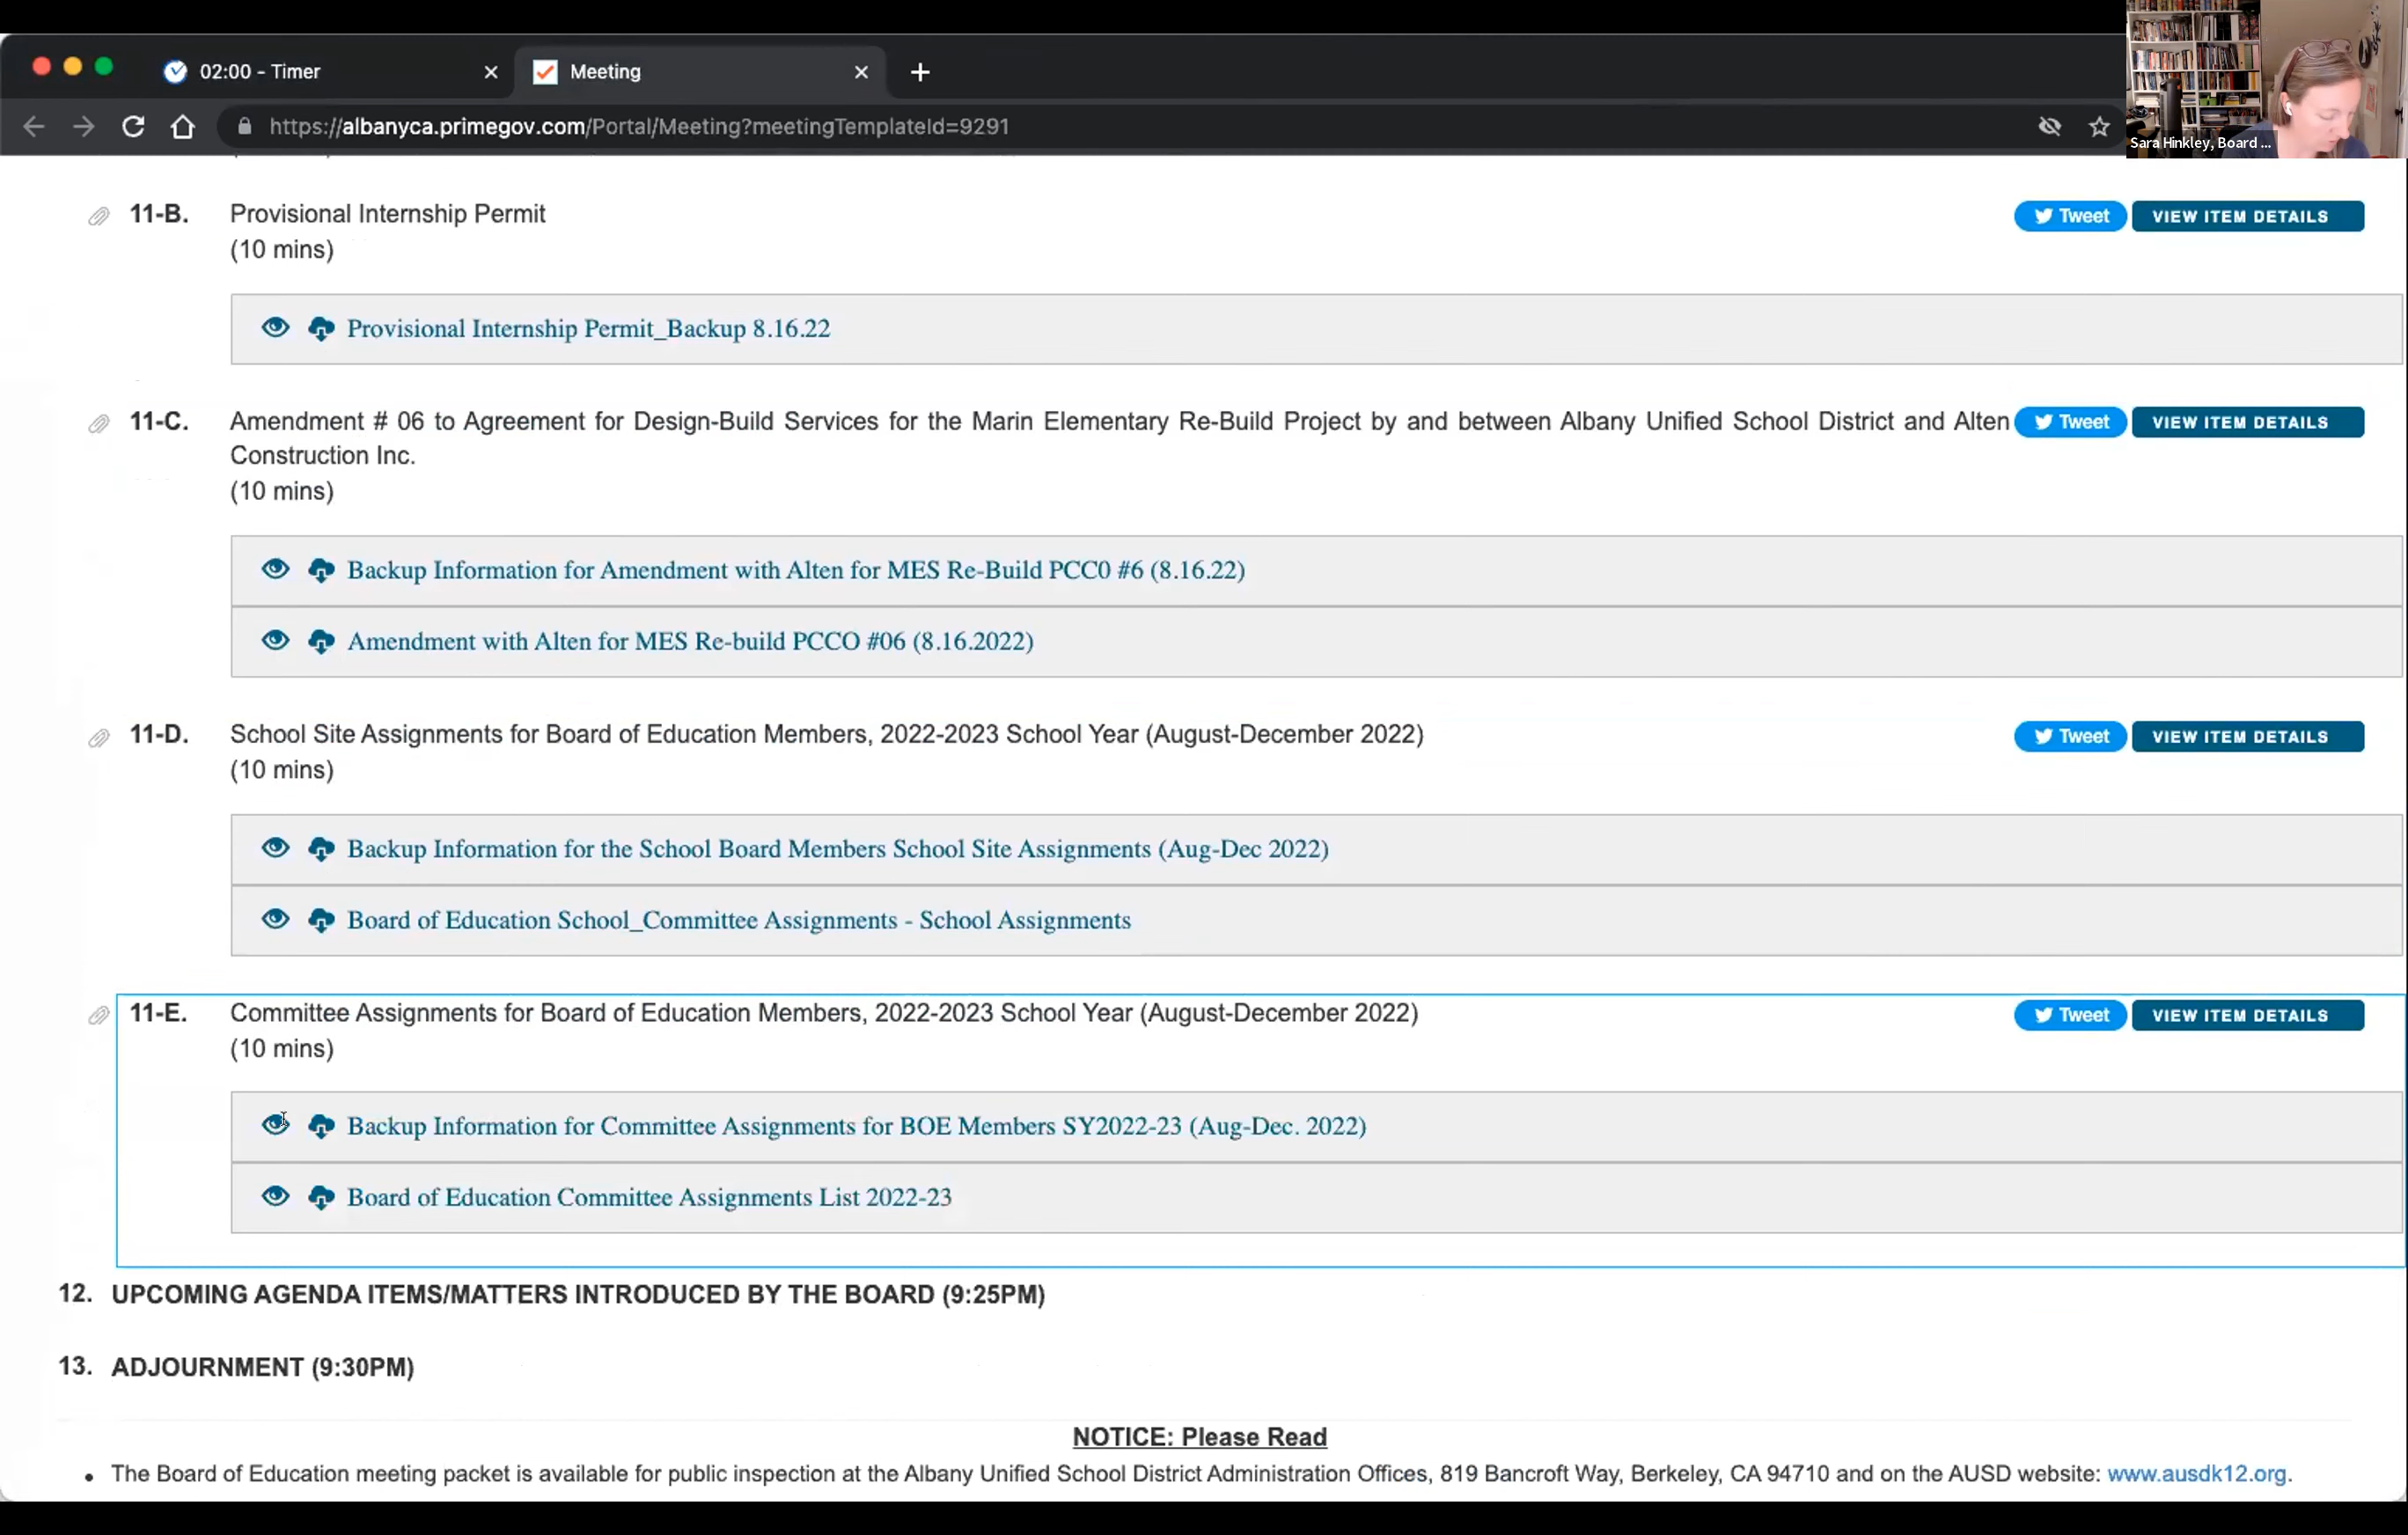 02:00 - Timer
Meeting
https://albanyca.primegov.com/Portal/Meeting?meetingTemplateId=9291
Sara Hinkley, Board ...
11-B. Provisional Internship Permit Tweet VIEW ITEM DETAILS
(10 mins)
Provisional Internship Permit_Backup 8.16.22
11-C. Amendment # 06 to Agreement for Design-Build Services for the Marin Elementary Re-Build Project by and between Albany Unified School District and Alten Tweet VIEW ITEM DETAILS
Construction Inc.
(10 mins)
Backup Information for Amendment with Alten for MES Re-Build PCC0 #6 (8.16.22)
Amendment with Alten for MES Re-build PCCO #06 (8.16.2022)
11-D. School Site Assignments for Board of Education Members, 2022-2023 School Year (August-December 2022) Tweet VIEW ITEM DETAILS
(10 mins)
Backup Information for the School Board Members School Site Assignments (Aug-Dec 2022)
Board of Education School_Committee Assignments - School Assignments
11-E. Committee Assignments for Board of Education Members, 2022-2023 School Year (August-December 2022) Tweet VIEW ITEM DETAILS
(10 mins)
Backup Information for Committee Assignments for BOE Members SY2022-23 (Aug-Dec. 2022)
Board of Education Committee Assignments List 2022-23
12. UPCOMING AGENDA ITEMS/MATTERS INTRODUCED BY THE BOARD (9:25PM)
13. ADJOURNMENT (9:30PM)
NOTICE: Please Read
• The Board of Education meeting packet is available for public inspection at the Albany Unified School District Administration Offices, 819 Bancroft Way, Berkeley, CA 94710 and on the AUSD website: www.ausdk12.org.